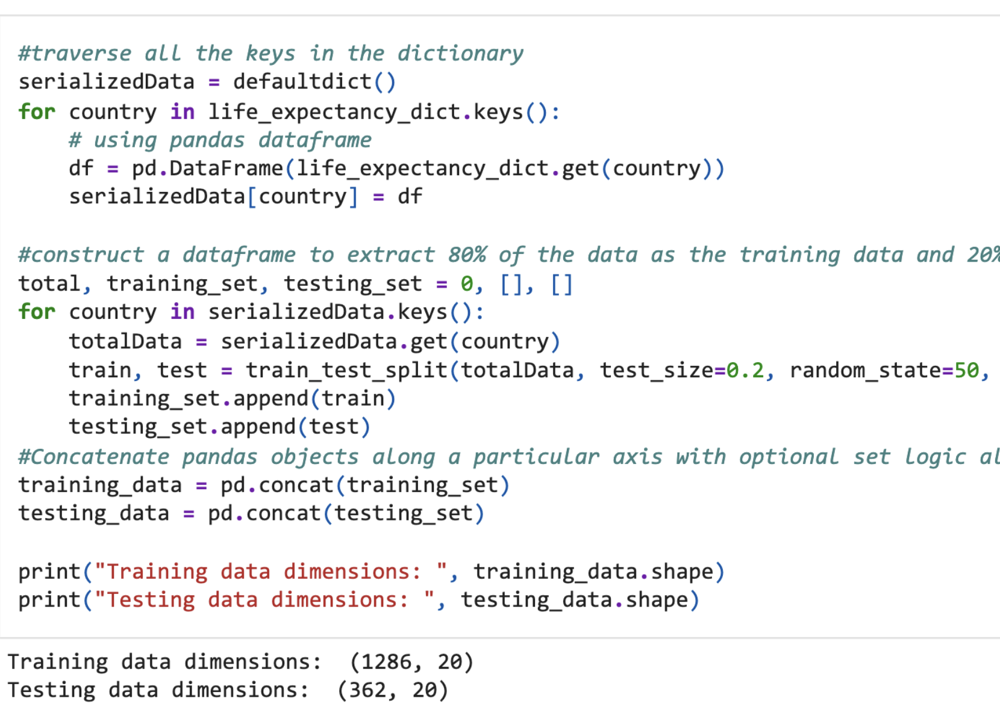 #traverse all the keys in the dictionary
serializedData = defaultdict()
for country in life_expectancy_dict.keys():
    # using pandas dataframe
    df = pd.DataFrame(life_expectancy_dict.get(country))
    serializedData[country] = df
#construct a dataframe to extract 80% of the data as the training data and 20%
total, training_set, testing_set = 0, [], []
for country in serializedData.keys():
    totalData = serializedData.get(country)
    train, test = train_test_split(totalData, test_size=0.2, random_state=50,
    training_set.append(train)
    testing_set.append(test)
#Concatenate pandas objects along a particular axis with optional set logic al
training_data = pd.concat(training_set)
testing_data = pd.concat(testing_set)
print("Training data dimensions: ", training_data.shape)
print("Testing data dimensions: ", testing_data.shape)
Training data dimensions:  (1286, 20)
Testing data dimensions:  (362, 20)